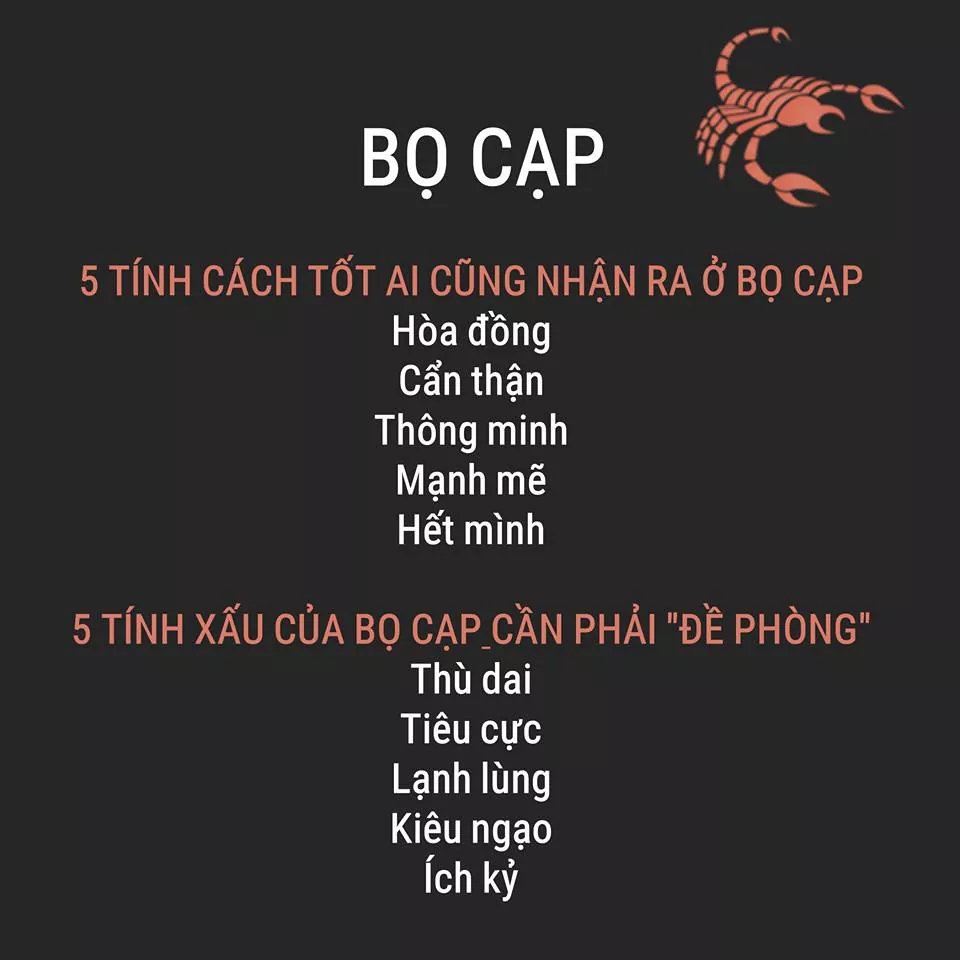 BỌ CẠP
5 TÍNH CÁCH TỐT AI CŨNG NHẬN RA Ở BỌ CẠP
Hòa đồng
Cẩn thận
Thông minh
Mạnh mẽ
Hết mình
5 TÍNH XẤU CỦA BỌ CẠP CẦN PHẢI "ĐỀ PHÒNG"
Thù dai
Tiêu cực
Lạnh lùng
Kiêu ngạo
Ích kỷ